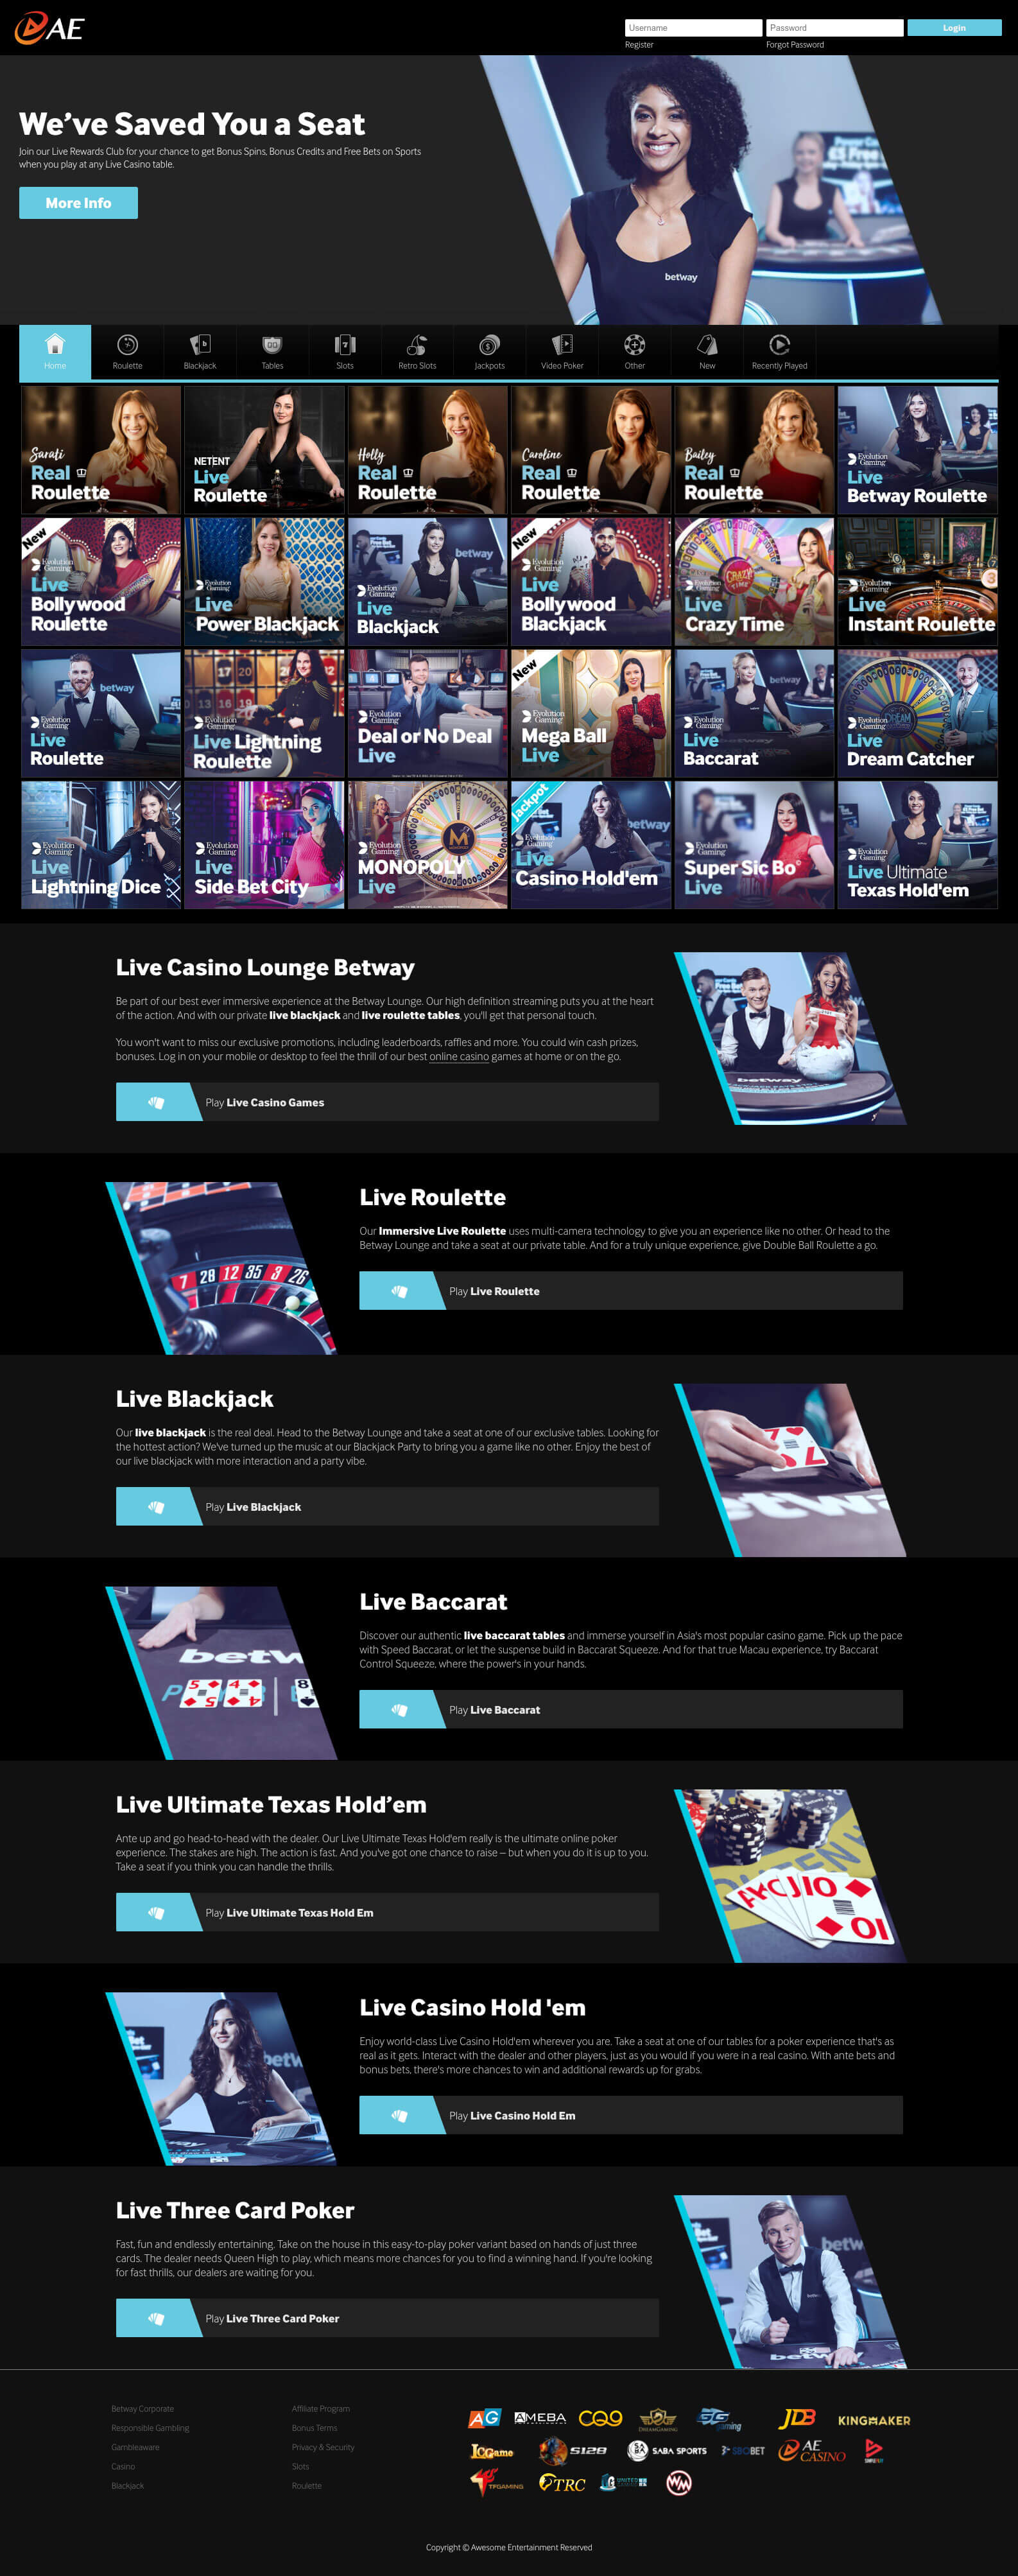 AE
Username
Password
Login
Register
Forgot Password
We've Saved You a Seat
Join our Live Rewards Club for your chance to get Bonus Spins, Bonus Credits and Free Bets on Sports
when you play at any Live Casino table.
More Info
betway
Home
Roulette
Blackjack
Tables
Slots
Retro Slots
Jackpots
Video Poker
Other
New
Recently Played
Sarati
Real
Roulette
NETENT
Live
Roulette
Holly
Real
Roulette
Caroline
Real
Roulette
Bailey
Real
Roulette
Evolution Gaming
Live
Betway Roulette
New
Evolution Gaming
Live
Bollywood
Roulette
Evolution Gaming
Live
Power Blackjack
betway
Evolution Gaming
Live
Blackjack
New
Evolution Gaming
Live
Bollywood
Blackjack
CRAZY TIME
Evolution Gaming
Live
Crazy Time
Evolution Gaming
Live
Instant Roulette
betway
Evolution Gaming
Live
Roulette
Evolution Gaming
Live Lightning
Roulette
Evolution Gaming
Deal or No Deal
Live
New
Evolution Gaming
Mega Ball
Live
betway
Evolution Gaming
Live
Baccarat
Evolution Gaming
Live
Dream Catcher
Evolution Gaming
Live
Lightning Dice
Evolution Gaming
Live
Side Bet City
Evolution Gaming
MONOPOLY
Live
Jackpot
betway
Evolution Gaming
Live
Casino Hold'em
Evolution Gaming
Super Sic Bo
Live
Evolution Gaming
Live Ultimate
Texas Hold'em
Live Casino Lounge Betway
Be part of our best ever immersive experience at the Betway Lounge. Our high definition streaming puts you at the heart
of the action. And with our private live blackjack and live roulette tables, you'll get that personal touch.
You won't want to miss our exclusive promotions, including leaderboards, raffles and more. You could win cash prizes,
bonuses. Log in on your mobile or desktop to feel the thrill of our best online casino games at home or on the go.
Play Live Casino Games
betway
Live Roulette
Our Immersive Live Roulette uses multi-camera technology to give you an experience like no other. Or head to the
Betway Lounge and take a seat at our private table. And for a truly unique experience, give Double Ball Roulette a go.
Play Live Roulette
7 28 12 35 3 26
Live Blackjack
Our live blackjack is the real deal. Head to the Betway Lounge and take a seat at one of our exclusive tables. Looking for
the hottest action? We've turned up the music at our Blackjack Party to bring you a game like no other. Enjoy the best of
our live blackjack with more interaction and a party vibe.
Play Live Blackjack
Live Baccarat
Discover our authentic live baccarat tables and immerse yourself in Asia's most popular casino game. Pick up the pace
with Speed Baccarat, or let the suspense build in Baccarat Squeeze. And for that true Macau experience, try Baccarat
Control Squeeze, where the power's in your hands.
Play Live Baccarat
Live Ultimate Texas Hold'em
Ante up and go head-to-head with the dealer. Our Live Ultimate Texas Hold'em really is the ultimate online poker
experience. The stakes are high. The action is fast. And you've got one chance to raise – but when you do it is up to you.
Take a seat if you think you can handle the thrills.
Play Live Ultimate Texas Hold Em
Live Casino Hold 'em
Enjoy world-class Live Casino Hold'em wherever you are. Take a seat at one of our tables for a poker experience that's as
real as it gets. Interact with the dealer and other players, just as you would if you were in a real casino. With ante bets and
bonus bets, there's more chances to win and additional rewards up for grabs.
Play Live Casino Hold Em
Live Three Card Poker
Fast, fun and endlessly entertaining. Take on the house in this easy-to-play poker variant based on hands of just three
cards. The dealer needs Queen High to play, which means more chances for you to find a winning hand. If you're looking
for fast thrills, our dealers are waiting for you.
Play Live Three Card Poker
Betway Corporate
Affiliate Program
Responsible Gambling
Bonus Terms
Gambleaware
Privacy & Security
Casino
Slots
Blackjack
Roulette
AG
AMEBA
CQ9
DREAMGAMING
SG gaming
JDB
KINGMAKER
ICGame
S128
SABA SPORTS
SBOBET
AE CASINO
TPGAMING
TRC
UNITED GAMING
WM
Copyright © Awesome Entertainment Reserved